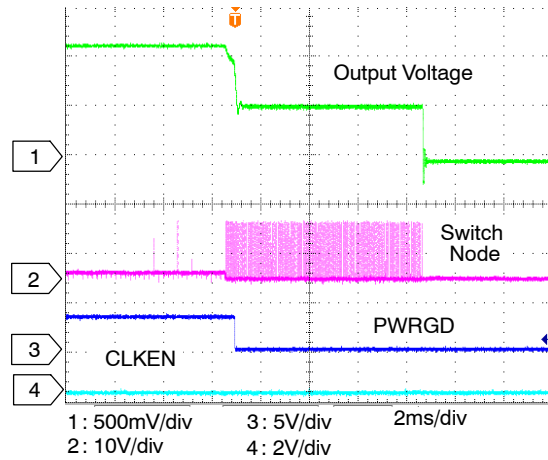 T
Output Voltage
1
Switch
Node
2
PWRGD
3
CLKEN
4
1 : 500mV/div 3 : 5V/div 2ms/div
2 : 10V/div 4 : 2V/div